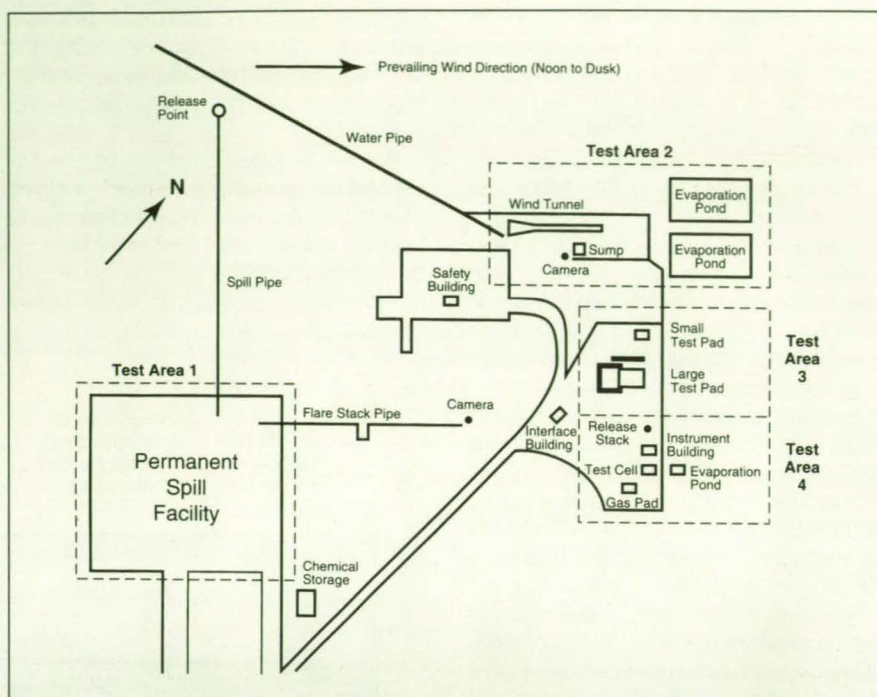 Prevailing Wind Direction (Noon to Dusk)
Release
Point
Water Pipe
N
Test Area 2
Wind Tunnel
Evaporation
Pond
Sump
Camera
Evaporation
Pond
Spill Pipe
Safety
Building
Small
Test Pad
Test
Area
3
Large
Test Pad
Test Area 1
Flare Stack Pipe
Camera
Interface
Building
Release
Stack
Instrument
Building
Test Cell
Evaporation
Pond
Gas Pad
Test
Area
4
Permanent
Spill
Facility
Chemical
Storage